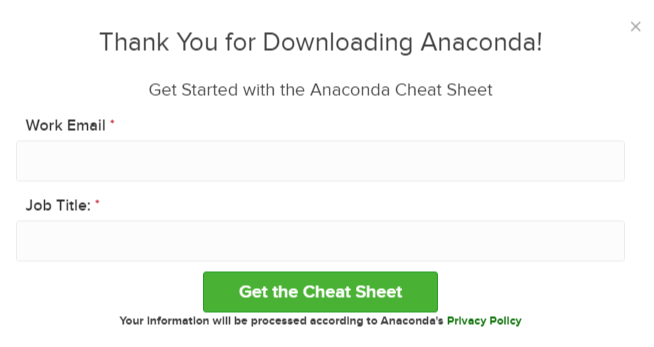 ×
Thank You for Downloading Anaconda!
Get Started with the Anaconda Cheat Sheet
Work Email *
Job Title: *
Get the Cheat Sheet
Your information will be processed according to Anaconda's Privacy Policy